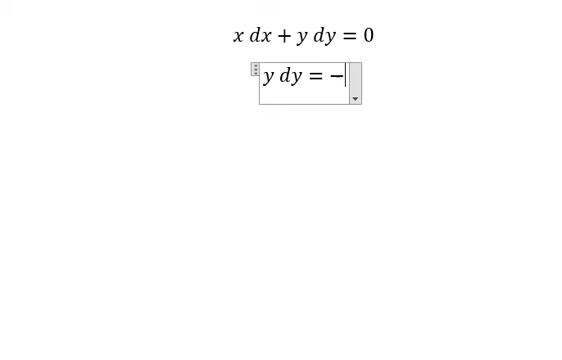 x dx + y dy = 0
y dy = −